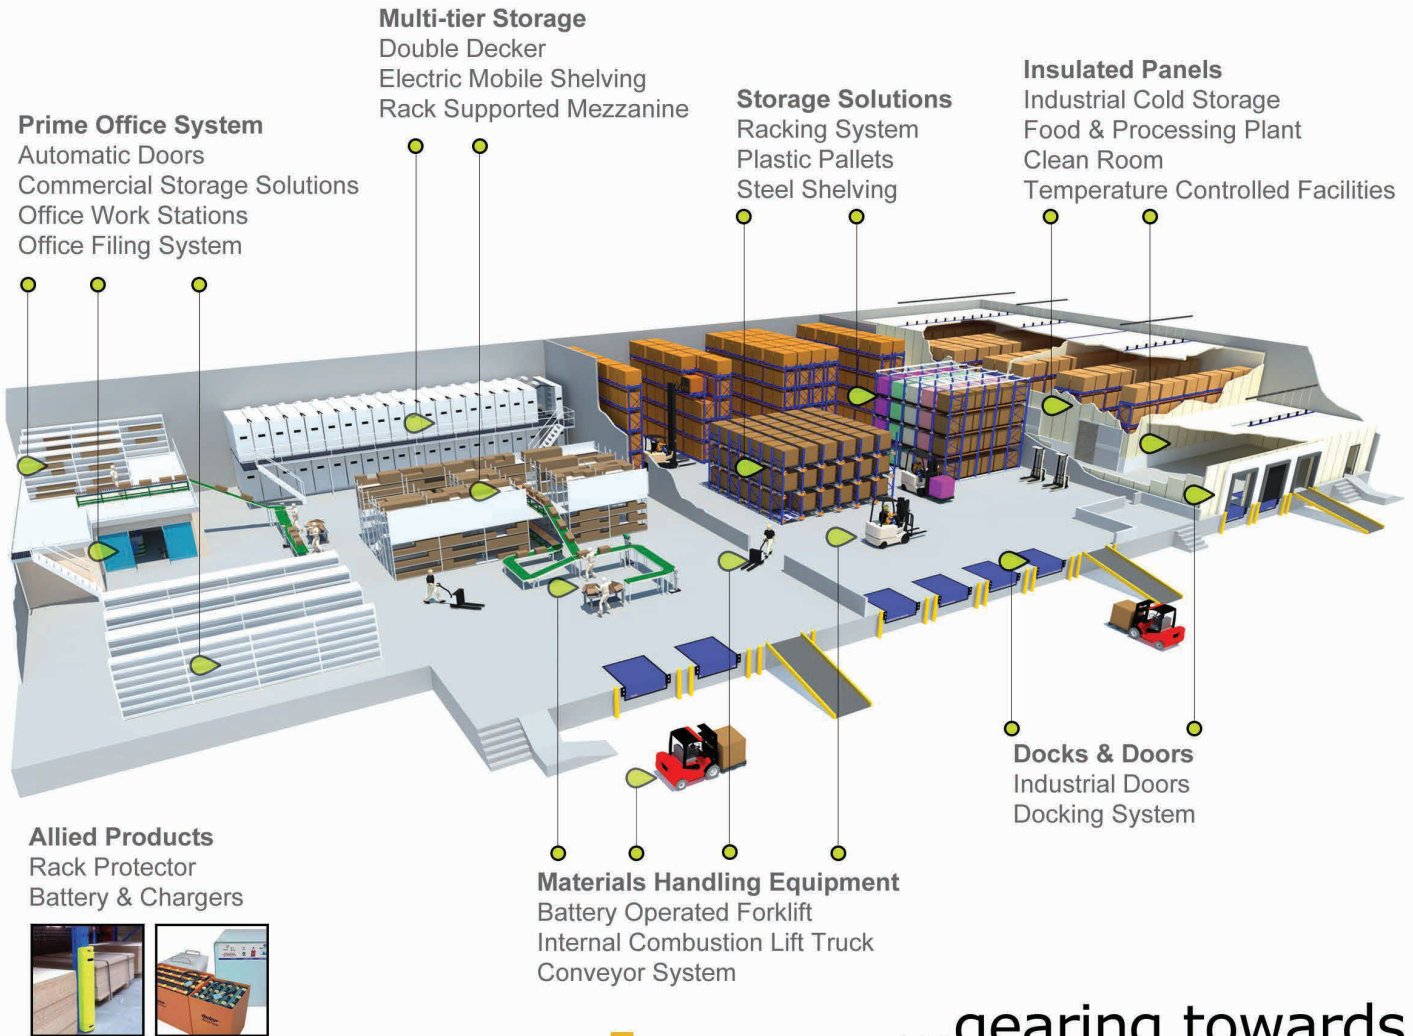 Multi-tier Storage
Double Decker
Electric Mobile Shelving
Rack Supported Mezzanine
Insulated Panels
Industrial Cold Storage
Food & Processing Plant
Clean Room
Temperature Controlled Facilities
Storage Solutions
Racking System
Plastic Pallets
Steel Shelving
Prime Office System
Automatic Doors
Commercial Storage Solutions
Office Work Stations
Office Filing System
Docks & Doors
Industrial Doors
Docking System
Allied Products
Rack Protector
Battery & Chargers
Materials Handling Equipment
Battery Operated Forklift
Internal Combustion Lift Truck
Conveyor System
...gearing towards